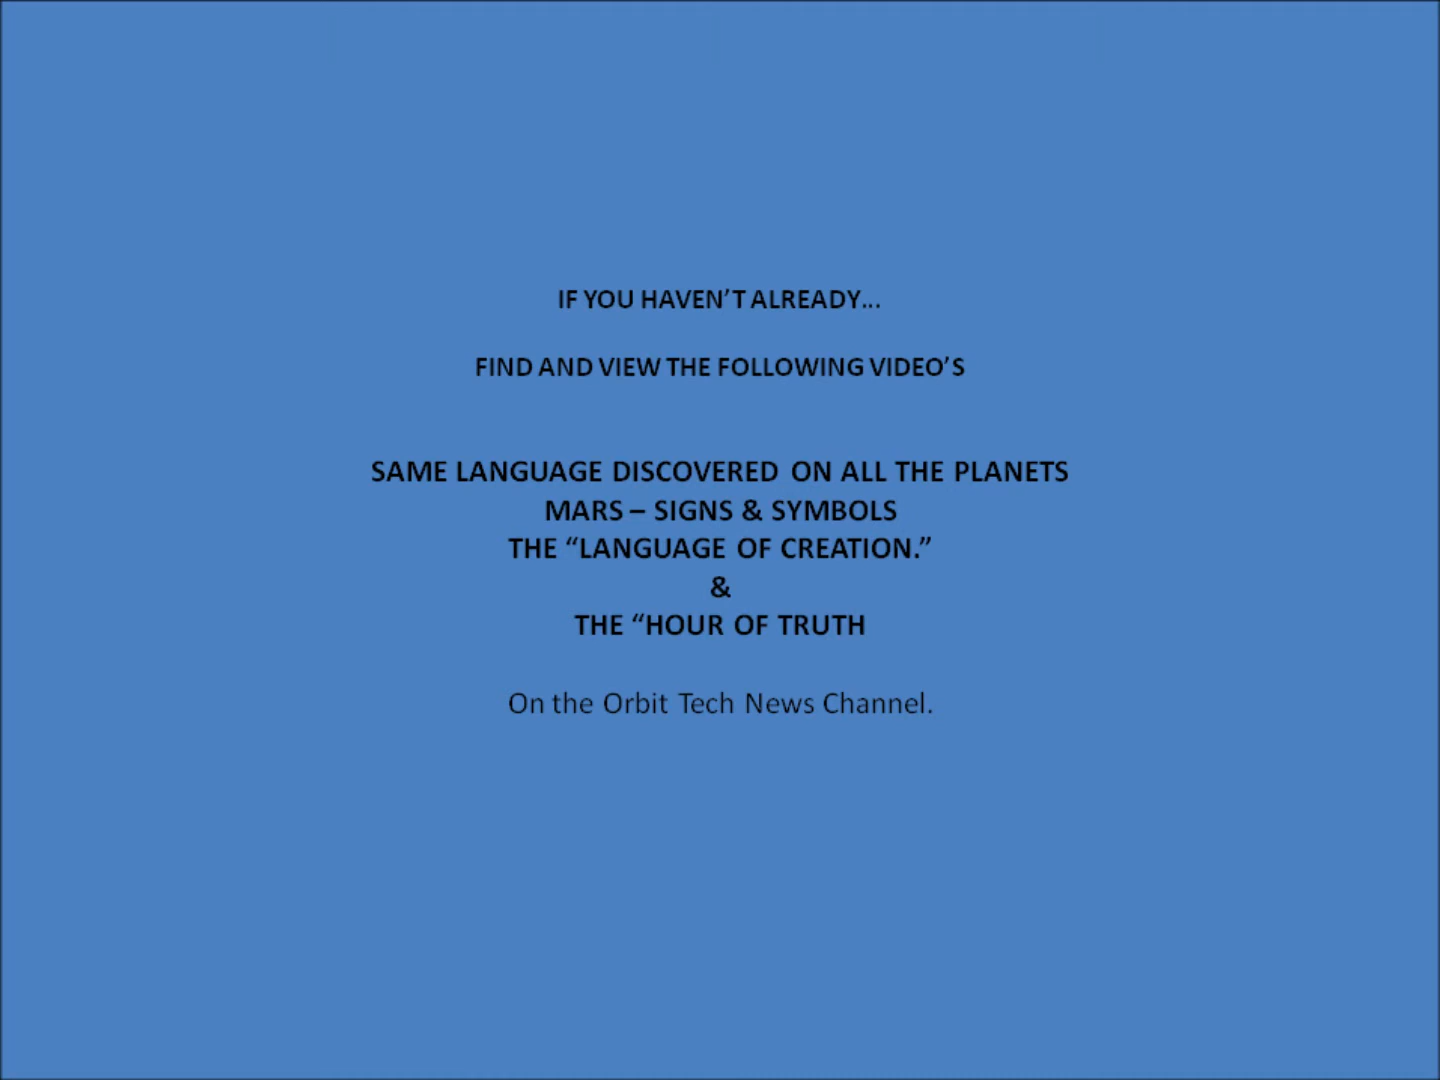 IF YOU HAVEN’T ALREADY...
FIND AND VIEW THE FOLLOWING VIDEO’S
SAME LANGUAGE DISCOVERED ON ALL THE PLANETS
MARS – SIGNS & SYMBOLS
THE “LANGUAGE OF CREATION.”
&
THE “HOUR OF TRUTH
On the Orbit Tech News Channel.